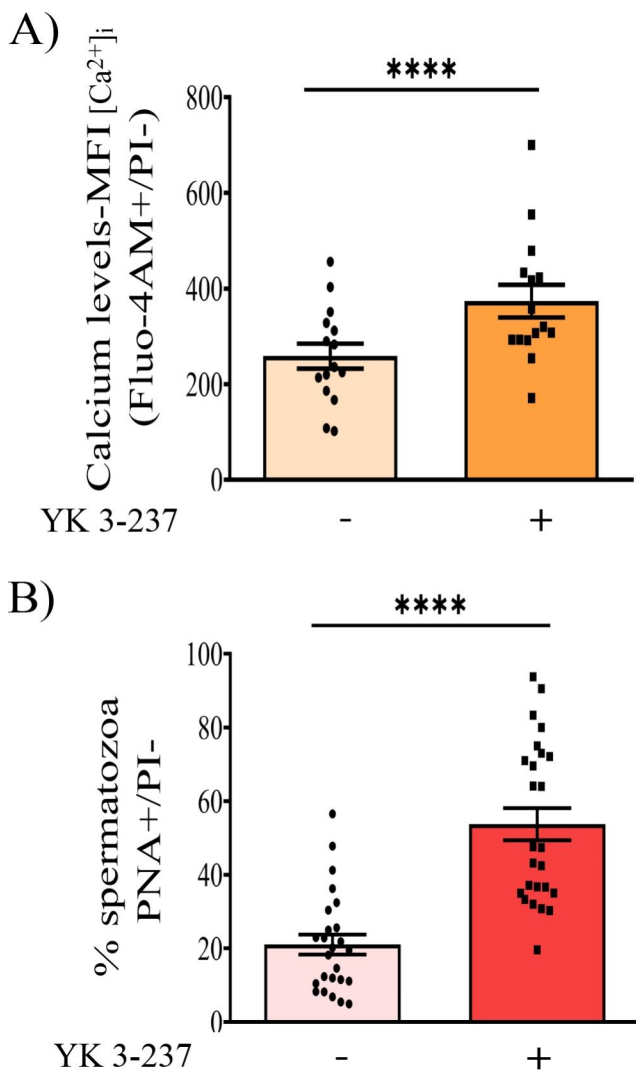 A)
****
Calcium levels-MFI [Ca²⁺]ᵢ
(Fluo-4AM+/PI-)
800
600
400
200
0
YK 3-237 - +
B)
****
% spermatozoa
PNA+/PI-
100
80
60
40
20
0
YK 3-237 - +